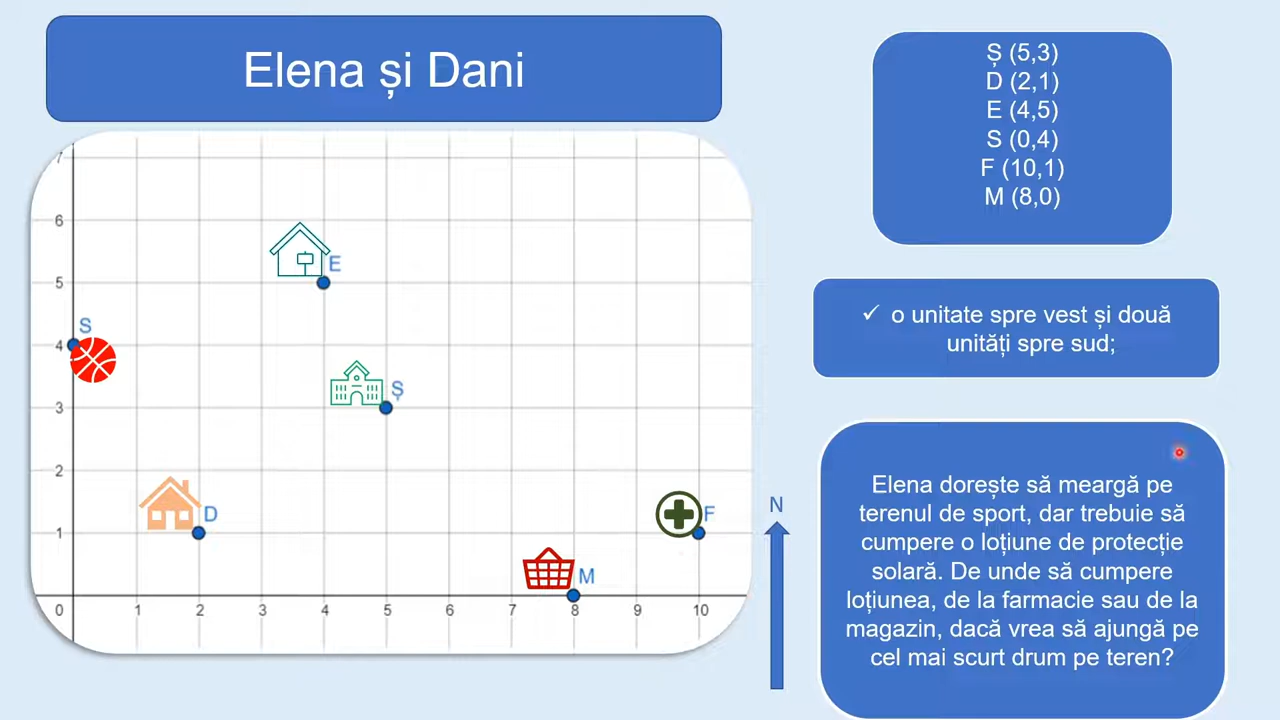 Elena și Dani
Ș (5,3)
D (2,1)
E (4,5)
S (0,4)
F (10,1)
M (8,0)
7
6
E
5
S
4
Ș
3
2
D
F
1
M
0 1 2 3 4 5 6 7 8 9 10
✓ o unitate spre vest și două
unități spre sud;
N
Elena dorește să meargă pe
terenul de sport, dar trebuie să
cumpere o loțiune de protecție
solară. De unde să cumpere
loțiunea, de la farmacie sau de la
magazin, dacă vrea să ajungă pe
cel mai scurt drum pe teren?